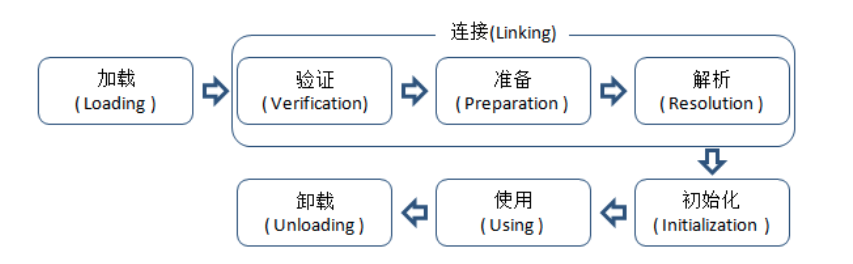 连接(Linking)
加载
( Loading )
验证
( Verification)
准备
( Preparation )
解析
( Resolution )
卸载
( Unloading )
使用
( Using )
初始化
( Initialization )